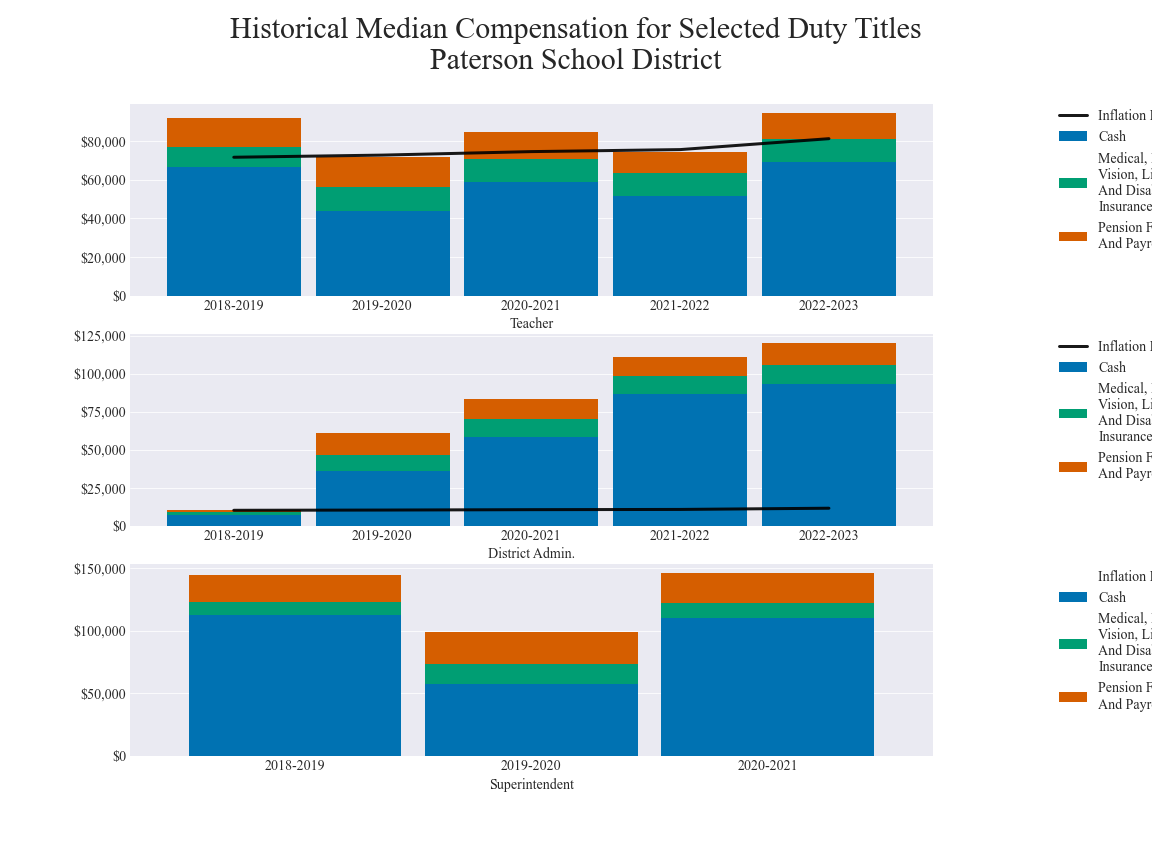 Historical Median Compensation for Selected Duty Titles
Paterson School District
$80,000
$60,000
$40,000
$20,000
$0
2018-2019
2019-2020
2020-2021
2021-2022
2022-2023
Teacher
Inflation
Cash
Medical,
Vision,
And
Insurance
Pension
And
$125,000
$100,000
$75,000
$50,000
$25,000
$0
2018-2019
2019-2020
2020-2021
2021-2022
2022-2023
District Admin.
Inflation
Cash
Medical,
Vision,
And
Insurance
Pension
And
$150,000
$100,000
$50,000
$0
2018-2019
2019-2020
2020-2021
Superintendent
Inflation
Cash
Medical,
Vision,
And
Insurance
Pension
And